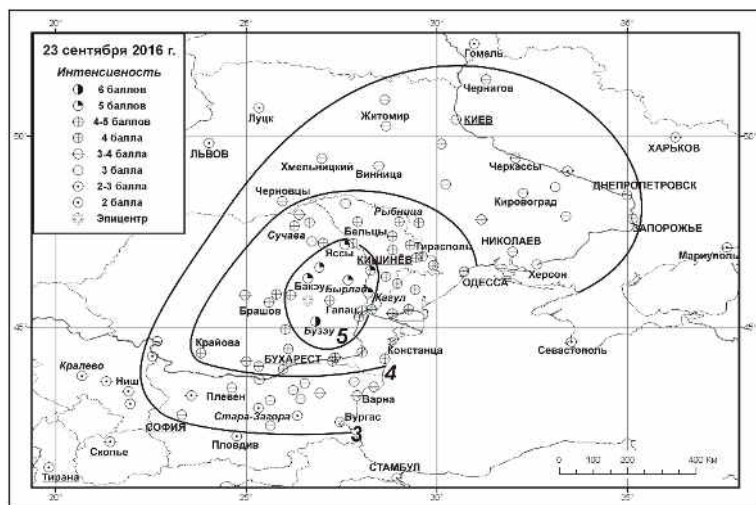 23 сентября 2016 г.
Интенсивность
6 баллов
5 баллов
4-5 баллов
4 балла
3-4 балла
3 балла
2-3 балла
2 балла
Эпицентр
Гомель
Чернигов
Луцк
Житомир
КИЕВ
50°
50°
ЛЬВОВ
ХАРЬКОВ
Хмельницкий
Винница
Черкассы
Черновцы
Кировоград
ДНЕПРОПЕТРОВСК
Рыбница
ЗАПОРОЖЬЕ
Сучава
Бельцы
Тирасполь
НИКОЛАЕВ
Мариуполь
Яссы
КИШИНЕВ
Херсон
ОДЕССА
Бакэу
Бырлад
Кагул
Брашов
Галац
45°
45°
Бузэу
5
Севастополь
Крайова
БУХАРЕСТ
Констанца
4
Кралево
Ниш
Плевен
Варна
Стара-Загора
Бургас
СОФИЯ
3
Скопье
Пловдив
СТАМБУЛ
Тирана
0 100 200 400 Км
20°
25°
30°
35°